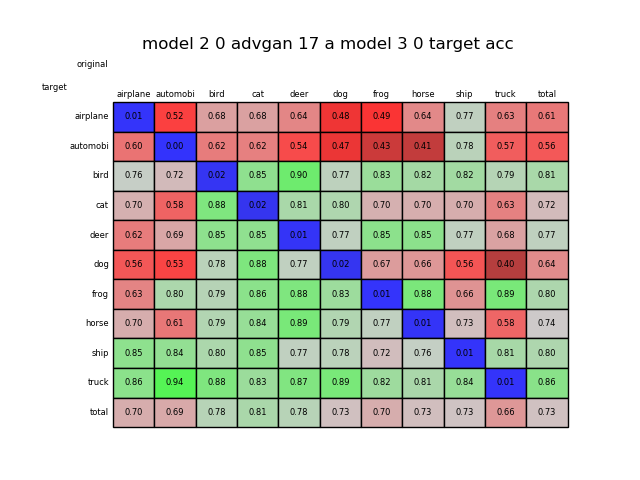 model 2 0 advgan 17 a model 3 0 target acc
original
target
airplane automobi bird cat deer dog frog horse ship truck total
airplane 0.01 0.52 0.68 0.68 0.64 0.48 0.49 0.64 0.77 0.63 0.61
automobi 0.60 0.00 0.62 0.62 0.54 0.47 0.43 0.41 0.78 0.57 0.56
bird 0.76 0.72 0.02 0.85 0.90 0.77 0.83 0.82 0.82 0.79 0.81
cat 0.70 0.58 0.88 0.02 0.81 0.80 0.70 0.70 0.70 0.63 0.72
deer 0.62 0.69 0.85 0.85 0.01 0.77 0.85 0.85 0.77 0.68 0.77
dog 0.56 0.53 0.78 0.88 0.77 0.02 0.67 0.66 0.56 0.40 0.64
frog 0.63 0.80 0.79 0.86 0.88 0.83 0.01 0.88 0.66 0.89 0.80
horse 0.70 0.61 0.79 0.84 0.89 0.79 0.77 0.01 0.73 0.58 0.74
ship 0.85 0.84 0.80 0.85 0.77 0.78 0.72 0.76 0.01 0.81 0.80
truck 0.86 0.94 0.88 0.83 0.87 0.89 0.82 0.81 0.84 0.01 0.86
total 0.70 0.69 0.78 0.81 0.78 0.73 0.70 0.73 0.73 0.66 0.73